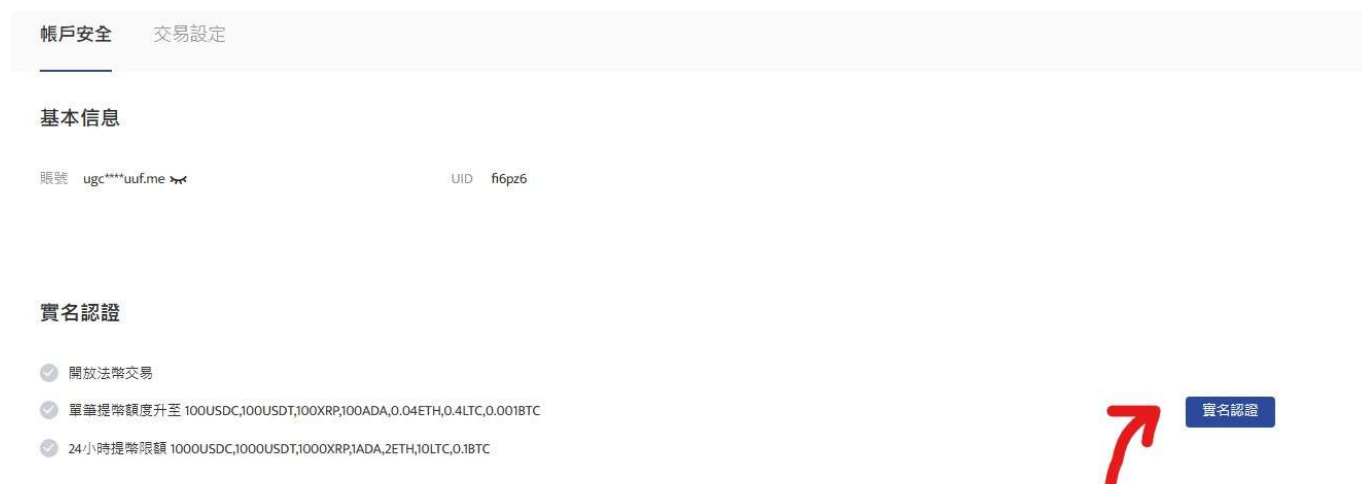 帳戶安全 交易設定
基本信息
賬號 ugc****uuf.me UID fi6pz6
實名認證
開放法幣交易
單筆提幣額度升至 100USDC,100USDT,100XRP,100ADA,0.04ETH,0.4LTC,0.001BTC
實名認證
24小時提幣限額 1000USDC,1000USDT,1000XRP,1ADA,2ETH,10LTC,0.1BTC